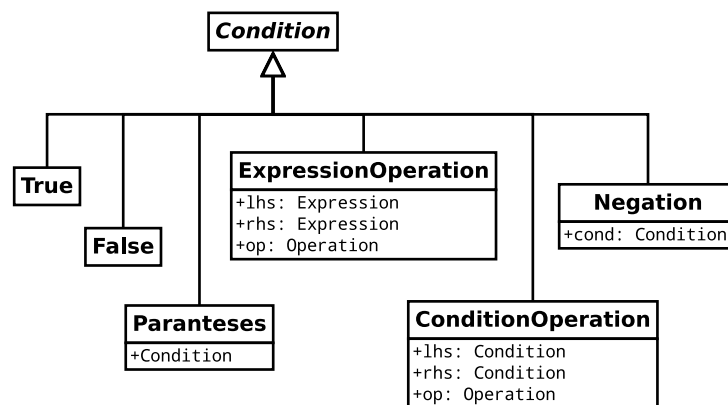 Condition
True
False
Paranteses
+Condition
ExpressionOperation
+lhs: Expression
+rhs: Expression
+op: Operation
ConditionOperation
+lhs: Condition
+rhs: Condition
+op: Operation
Negation
+cond: Condition